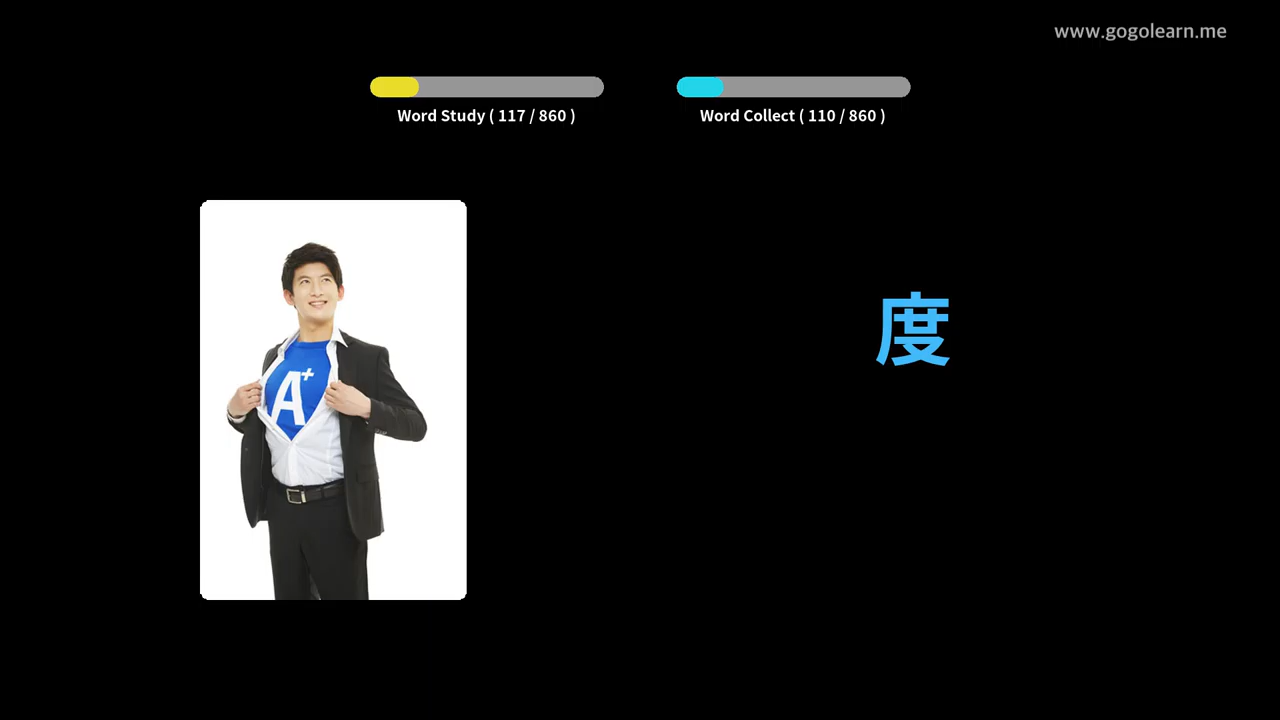 www.gogolearn.me
Word Study ( 117 / 860 )
Word Collect ( 110 / 860 )
A+
度